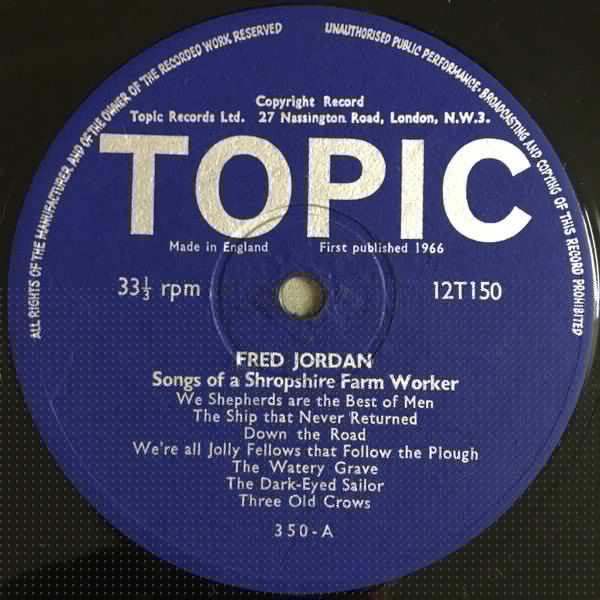 ALL RIGHTS OF THE MANUFACTURER AND OF THE OWNER OF THE RECORDED WORK RESERVED
UNAUTHORISED PUBLIC PERFORMANCE, BROADCASTING AND COPYING OF THIS RECORD PROHIBITED
Copyright Record
Topic Records Ltd. 27 Nassington Road, London, N.W.3.
TOPIC
Made in England First published 1966
33⅓ rpm 12T150
FRED JORDAN
Songs of a Shropshire Farm Worker
We Shepherds are the Best of Men
The Ship that Never Returned
Down the Road
We're all Jolly Fellows that Follow the Plough
The Watery Grave
The Dark-Eyed Sailor
Three Old Crows
350-A